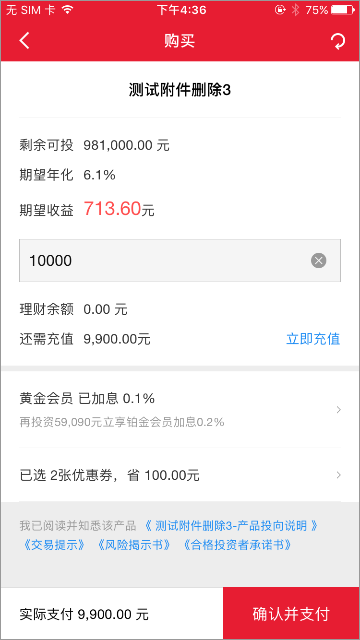 无 SIM 卡 下午4:36 75%
购买
测试附件删除3
剩余可投 981,000.00 元
期望年化 6.1%
期望收益 713.60元
10000
理财余额 0.00 元
还需充值 9,900.00元 立即充值
黄金会员 已加息 0.1%
再投资59,090元立享铂金会员加息0.2%
已选 2张优惠券，省 100.00元
我已阅读并知悉该产品 《 测试附件删除3-产品投向说明 》
《交易提示》 《风险揭示书》 《合格投资者承诺书》
实际支付 9,900.00 元 确认并支付